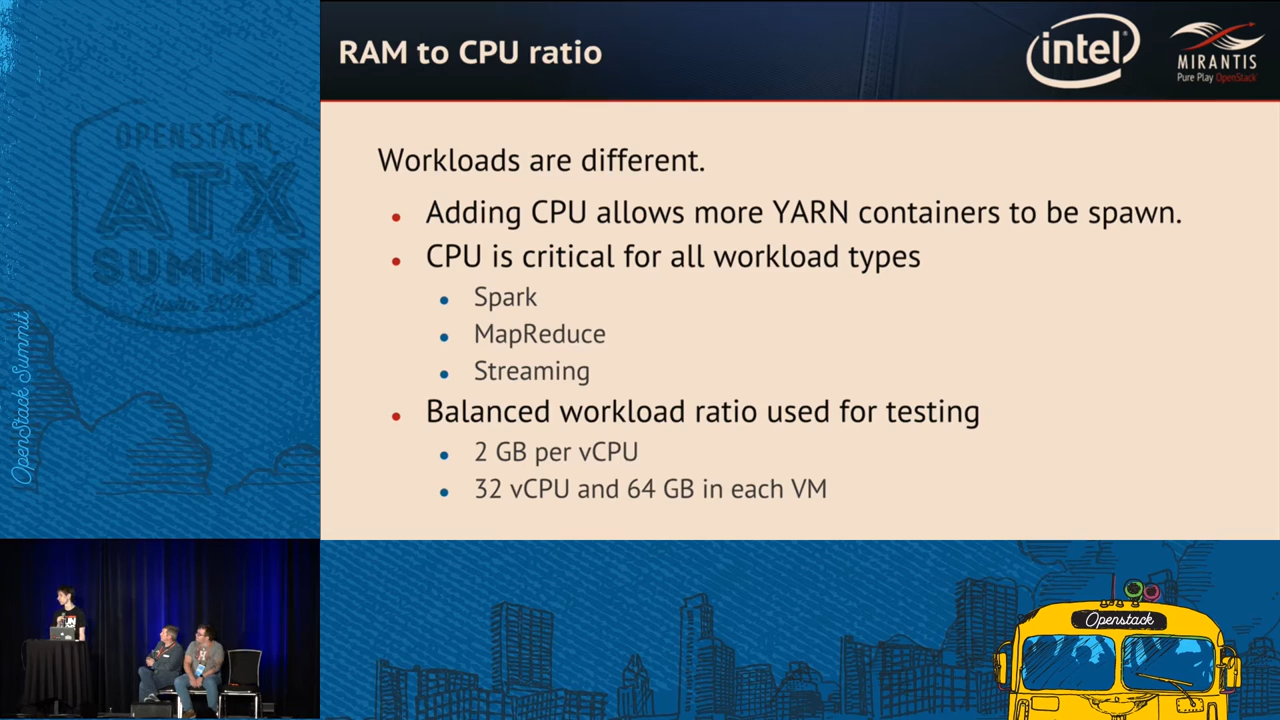 RAM to CPU ratio
intel
MIRANTIS
Pure Play OpenStack
Workloads are different.
Adding CPU allows more YARN containers to be spawn.
CPU is critical for all workload types
Spark
MapReduce
Streaming
Balanced workload ratio used for testing
2 GB per vCPU
32 vCPU and 64 GB in each VM
OPENSTACK
ATX
SUMMIT
Austin 2016
OpenStack Summit
Openstack